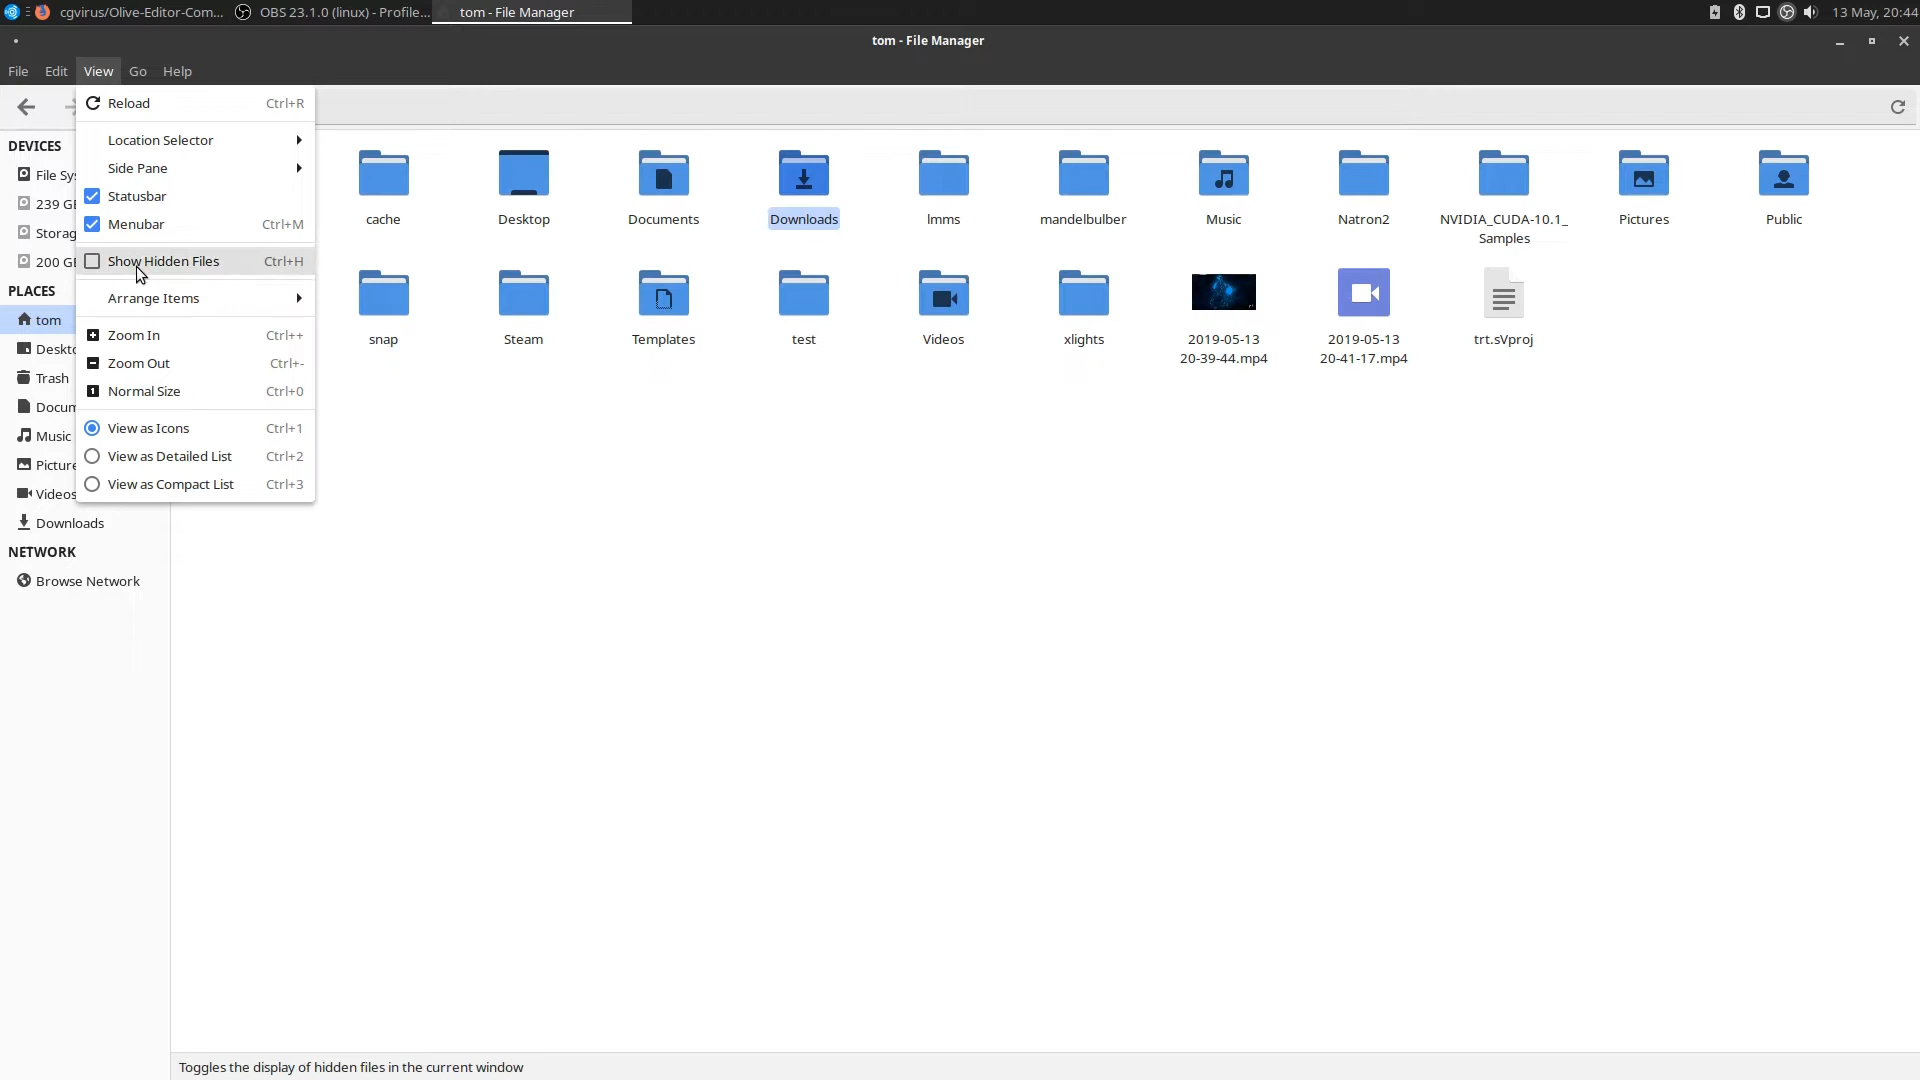 cgvirus/Olive-Editor-Com...
OBS 23.1.0 (linux) - Profile...
tom - File Manager
13 May, 20:44
tom - File Manager
File Edit View Go Help
Reload Ctrl+R
Location Selector
Side Pane
Statusbar
Menubar Ctrl+M
Show Hidden Files Ctrl+H
Arrange Items
Zoom In Ctrl++
Zoom Out Ctrl+-
Normal Size Ctrl+0
View as Icons Ctrl+1
View as Detailed List Ctrl+2
View as Compact List Ctrl+3
DEVICES
File Sy
239 G
Storag
200 G
PLACES
tom
Deskt
Trash
Docum
Music
Picture
Videos
Downloads
NETWORK
Browse Network
cache
Desktop
Documents
Downloads
lmms
mandelbulber
Music
Natron2
NVIDIA_CUDA-10.1_
Samples
Pictures
Public
snap
Steam
Templates
test
Videos
xlights
2019-05-13
20-39-44.mp4
2019-05-13
20-41-17.mp4
trt.sVproj
Toggles the display of hidden files in the current window